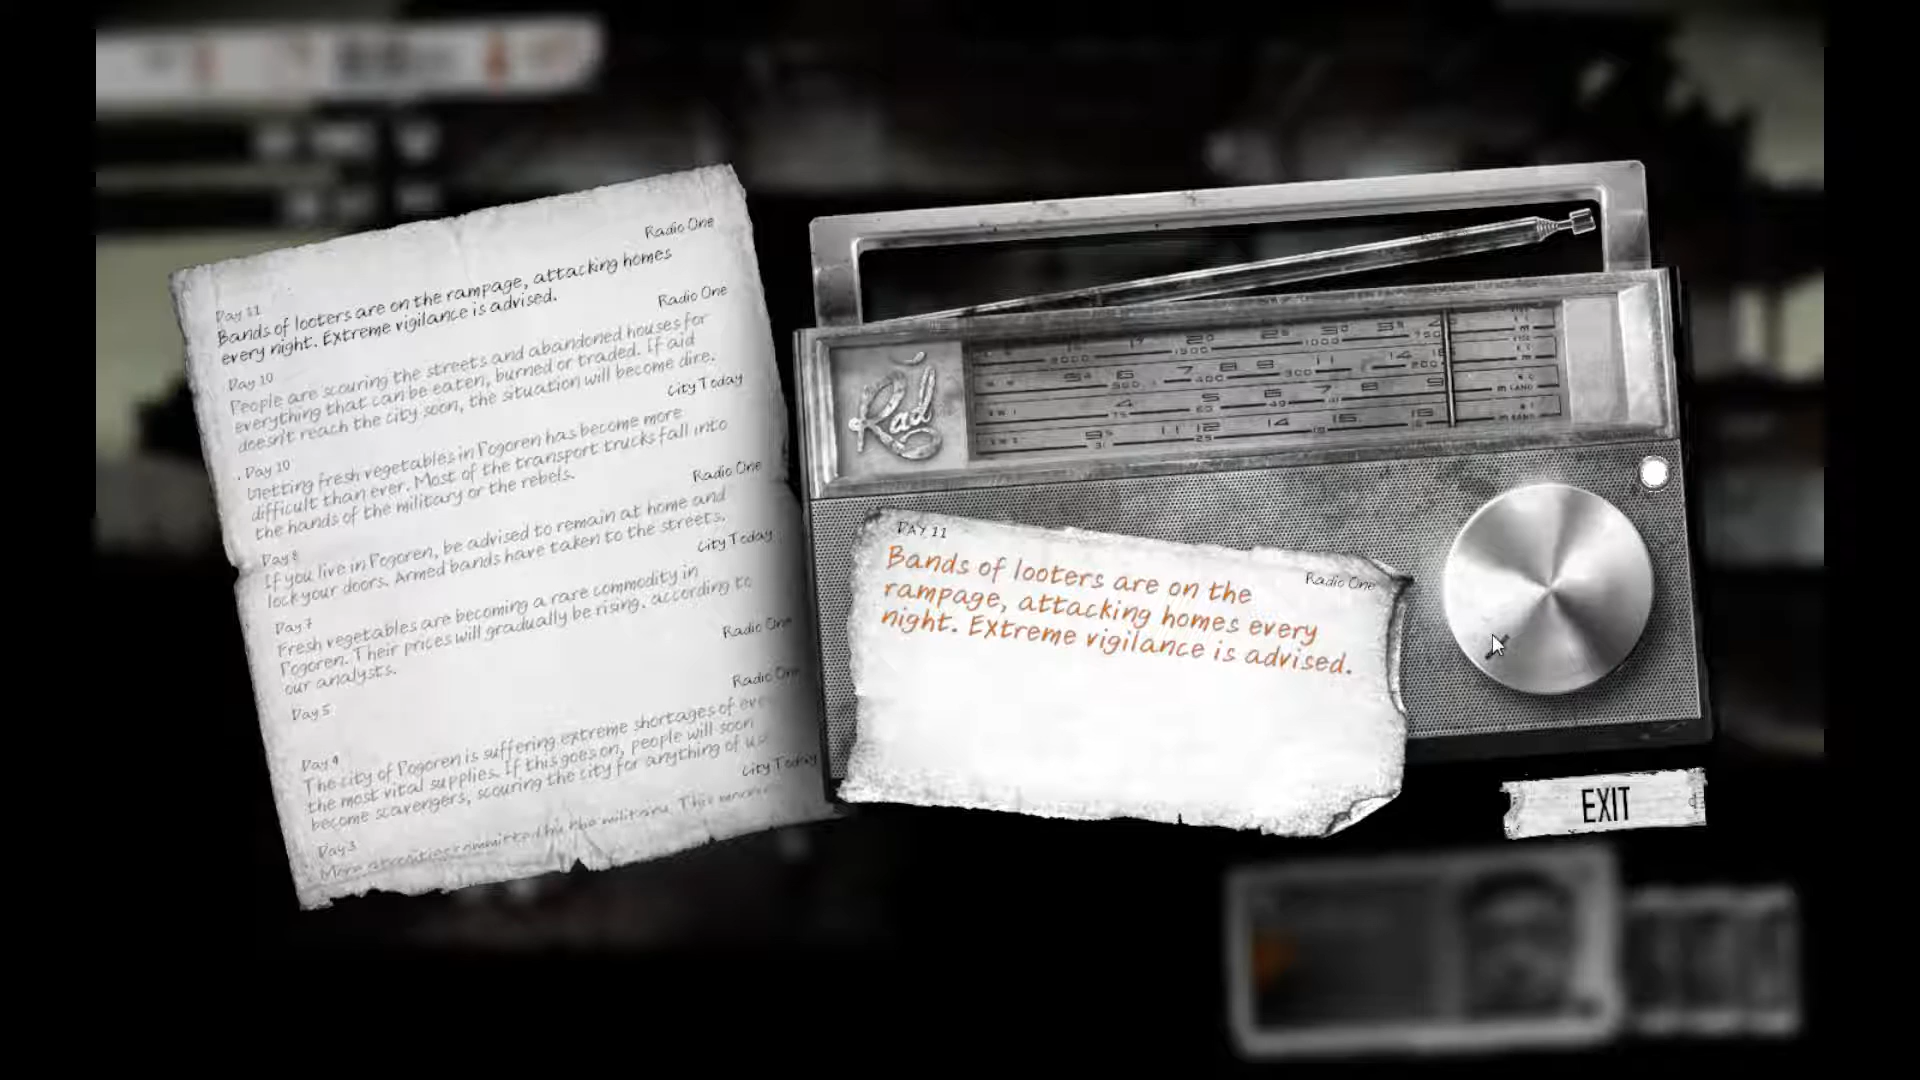 Radio One
Day 11
Bands of looters are on the rampage, attacking homes
every night. Extreme vigilance is advised.
Radio One
Day 10
People are scouring the streets and abandoned houses for
everything that can be eaten, burned or traded. If aid
doesn't reach the city soon, the situation will become dire.
City Today
Day 10
Getting fresh vegetables in Pogoren has become more
difficult than ever. Most of the transport trucks fall into
the hands of the military or the rebels.
Radio One
Day 8
If you live in Pogoren, be advised to remain at home and
lock your doors. Armed bands have taken to the streets.
City Today
Day 7
Fresh vegetables are becoming a rare commodity in
Pogoren. Their prices will gradually be rising, according to
our analysts.
Radio One
Day 5
Radio One
Day 4
The city of Pogoren is suffering extreme shortages of
the most vital supplies. If this goes on, people will soon
become scavengers, scouring the city for anything of
City Today
Day 3
More atrocities committed by the military. This
Rad
DAY 11
Radio One
Bands of looters are on the
rampage, attacking homes every
night. Extreme vigilance is advised.
EXIT